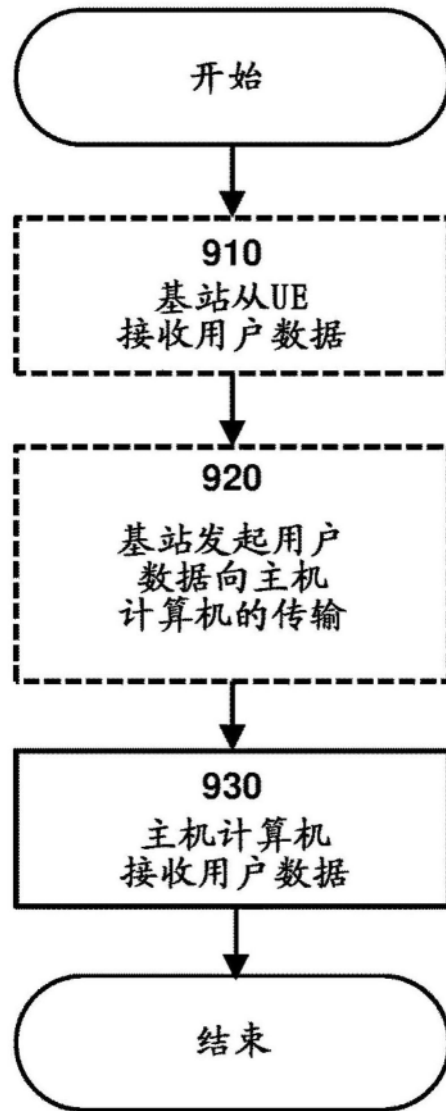 开始
910
基站从UE
接收用户数据
920
基站发起用户
数据向主机
计算机的传输
930
主机计算机
接收用户数据
结束